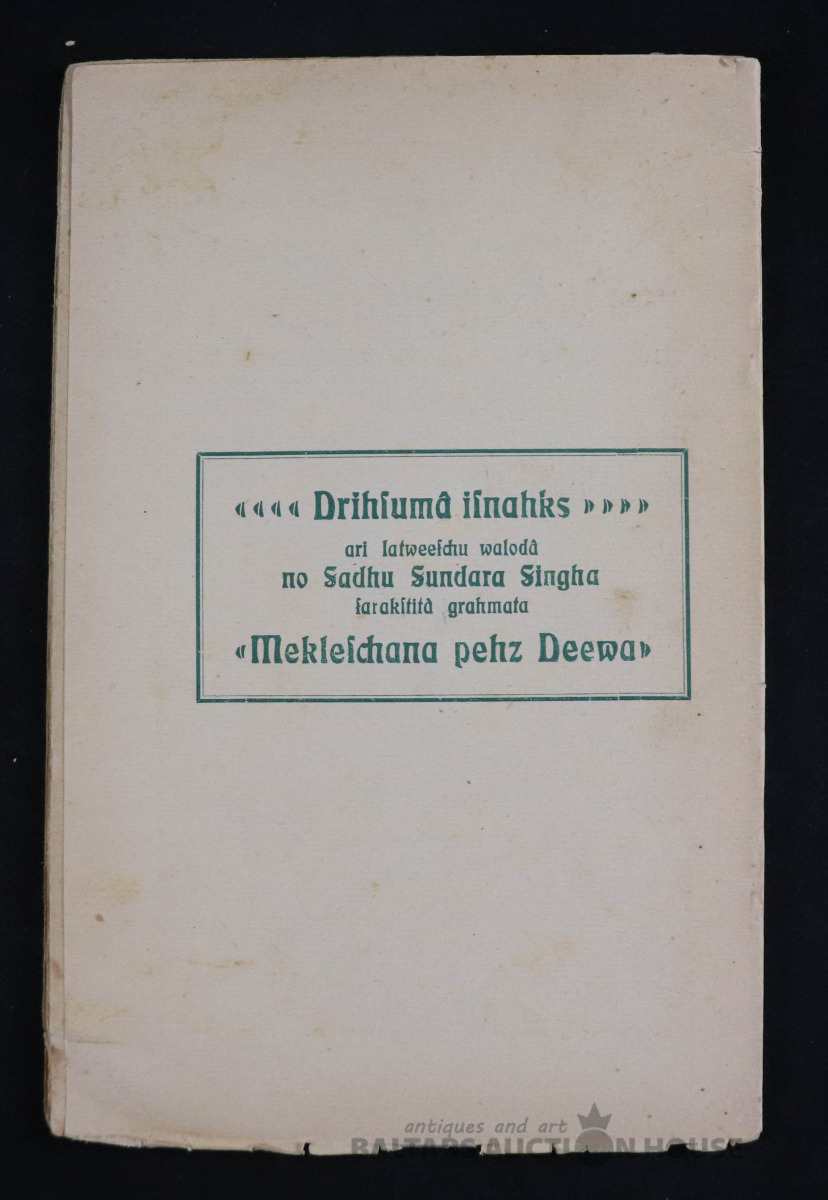 «««« Drihſumâ iſnahks »»»»
ari latweeſchu walodâ
no Sadhu Sundara Singha
ſarakſtitâ grahmata
«Mekleſchana pehz Deewa»
antiques and art
BALTARS AUCTION HOUSE